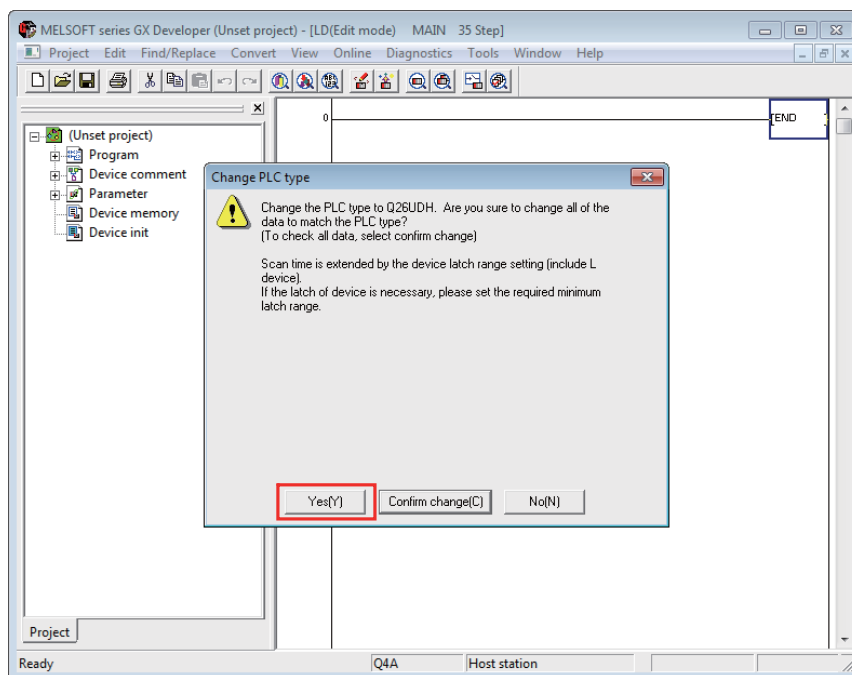 MELSOFT series GX Developer (Unset project) - [LD(Edit mode)    MAIN    35 Step]
Project Edit Find/Replace Convert View Online Diagnostics Tools Window Help
0
END
(Unset project)
Program
Device comment
Parameter
Device memory
Device init
Change PLC type
Change the PLC type to Q26UDH.  Are you sure to change all of the
data to match the PLC type?
(To check all data, select confirm change)
Scan time is extended by the device latch range setting (include L
device).
If the latch of device is necessary, please set the required minimum
latch range.
Yes(Y) Confirm change(C) No(N)
Project
Ready Q4A Host station